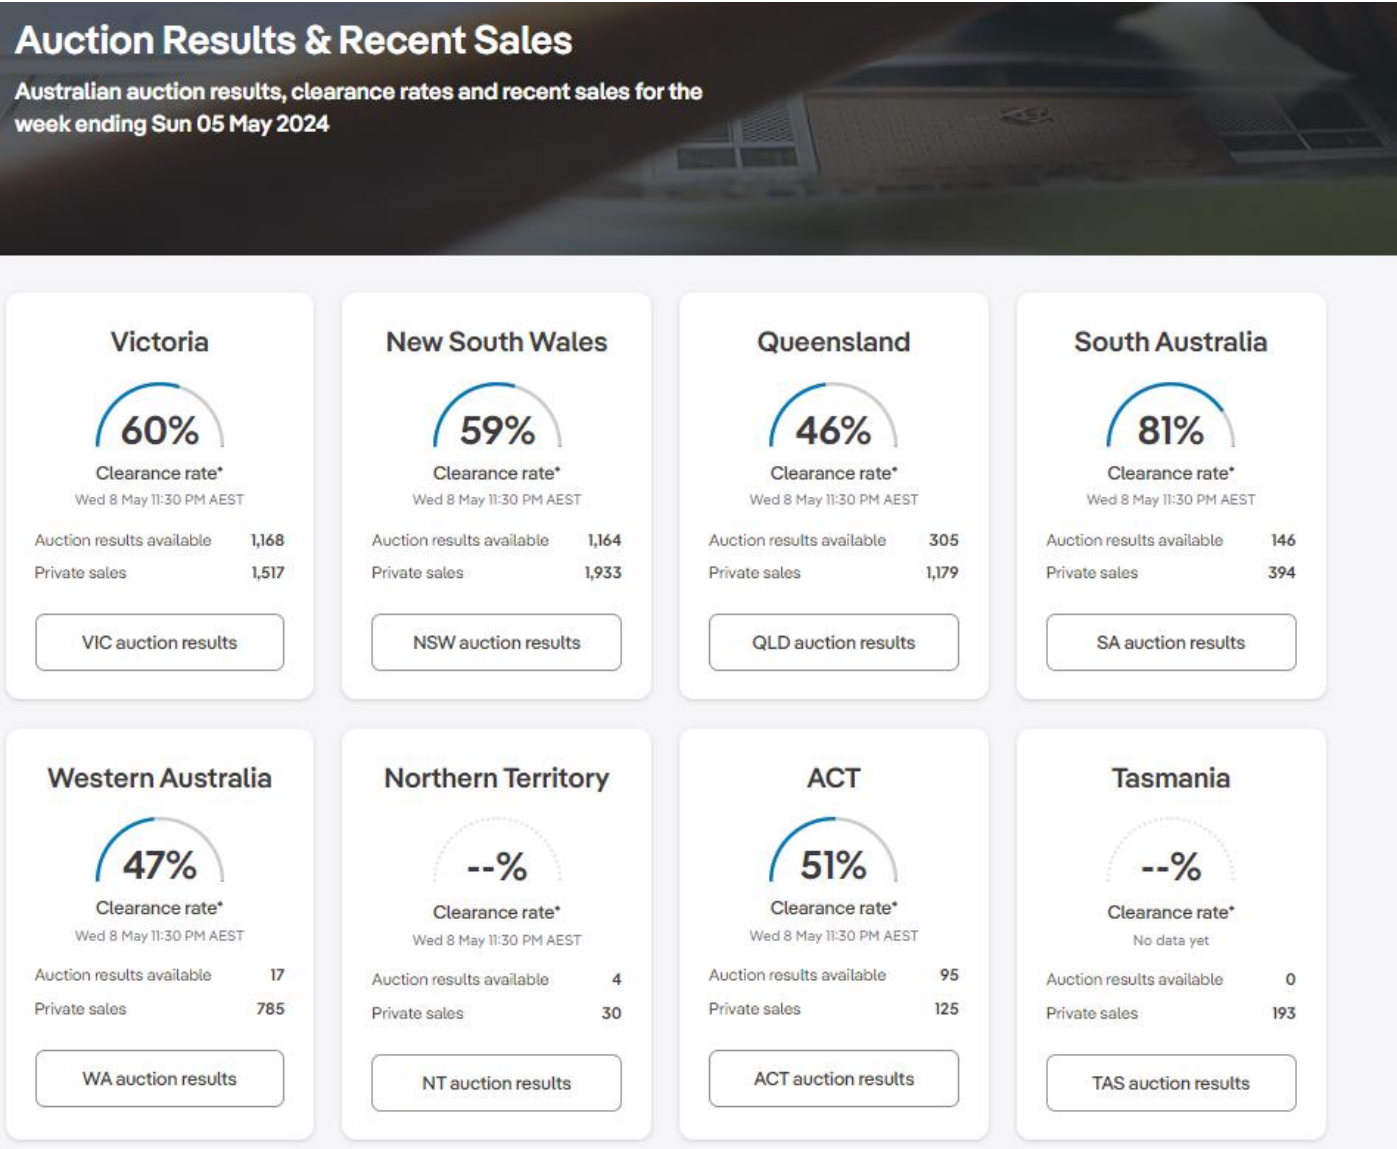 Auction Results & Recent Sales
Australian auction results, clearance rates and recent sales for the
week ending Sun 05 May 2024
Victoria
60%
Clearance rate*
Wed 8 May 11:30 PM AEST
Auction results available 1,168
Private sales 1,517
VIC auction results
New South Wales
59%
Clearance rate*
Wed 8 May 11:30 PM AEST
Auction results available 1,164
Private sales 1,933
NSW auction results
Queensland
46%
Clearance rate*
Wed 8 May 11:30 PM AEST
Auction results available 305
Private sales 1,179
QLD auction results
South Australia
81%
Clearance rate*
Wed 8 May 11:30 PM AEST
Auction results available 146
Private sales 394
SA auction results
Western Australia
47%
Clearance rate*
Wed 8 May 11:30 PM AEST
Auction results available 17
Private sales 785
WA auction results
Northern Territory
--%
Clearance rate*
Wed 8 May 11:30 PM AEST
Auction results available 4
Private sales 30
NT auction results
ACT
51%
Clearance rate*
Wed 8 May 11:30 PM AEST
Auction results available 95
Private sales 125
ACT auction results
Tasmania
--%
Clearance rate*
No data yet
Auction results available 0
Private sales 193
TAS auction results